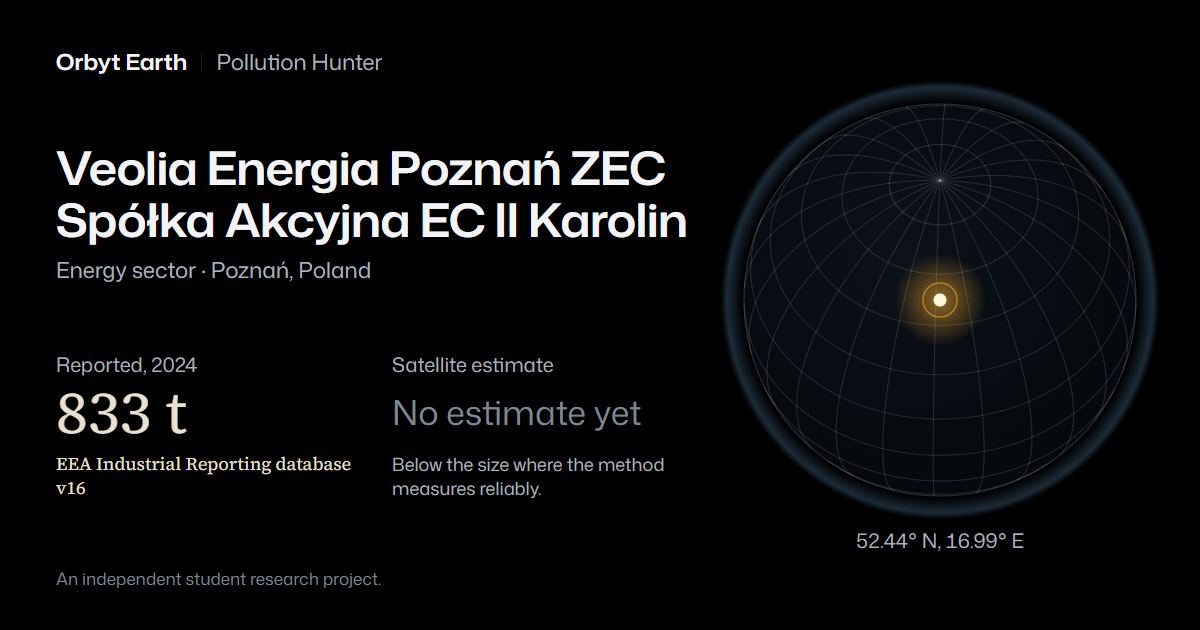 Orbyt Earth | Pollution Hunter
Veolia Energia Poznań ZEC
Spółka Akcyjna EC II Karolin
Energy sector · Poznań, Poland
Reported, 2024
833 t
EEA Industrial Reporting database
v16
Satellite estimate
No estimate yet
Below the size where the method
measures reliably.
52.44° N, 16.99° E
An independent student research project.